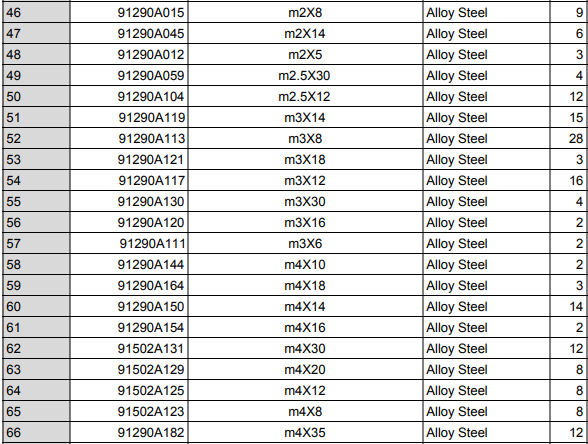 46 91290A015 m2X8 Alloy Steel 9
47 91290A045 m2X14 Alloy Steel 6
48 91290A012 m2X5 Alloy Steel 3
49 91290A059 m2.5X30 Alloy Steel 4
50 91290A104 m2.5X12 Alloy Steel 12
51 91290A119 m3X14 Alloy Steel 15
52 91290A113 m3X8 Alloy Steel 28
53 91290A121 m3X18 Alloy Steel 3
54 91290A117 m3X12 Alloy Steel 16
55 91290A130 m3X30 Alloy Steel 4
56 91290A120 m3X16 Alloy Steel 2
57 91290A111 m3X6 Alloy Steel 2
58 91290A144 m4X10 Alloy Steel 2
59 91290A164 m4X18 Alloy Steel 3
60 91290A150 m4X14 Alloy Steel 14
61 91290A154 m4X16 Alloy Steel 2
62 91502A131 m4X30 Alloy Steel 12
63 91502A129 m4X20 Alloy Steel 8
64 91502A125 m4X12 Alloy Steel 8
65 91502A123 m4X8 Alloy Steel 8
66 91290A182 m4X35 Alloy Steel 12